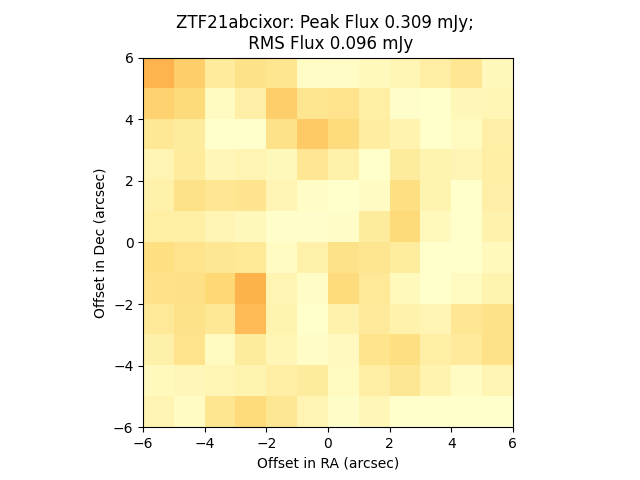 ZTF21abcixor: Peak Flux 0.309 mJy;
RMS Flux 0.096 mJy
6
4
2
0
−2
−4
−6
Offset in Dec (arcsec)
−6 −4 −2 0 2 4 6
Offset in RA (arcsec)